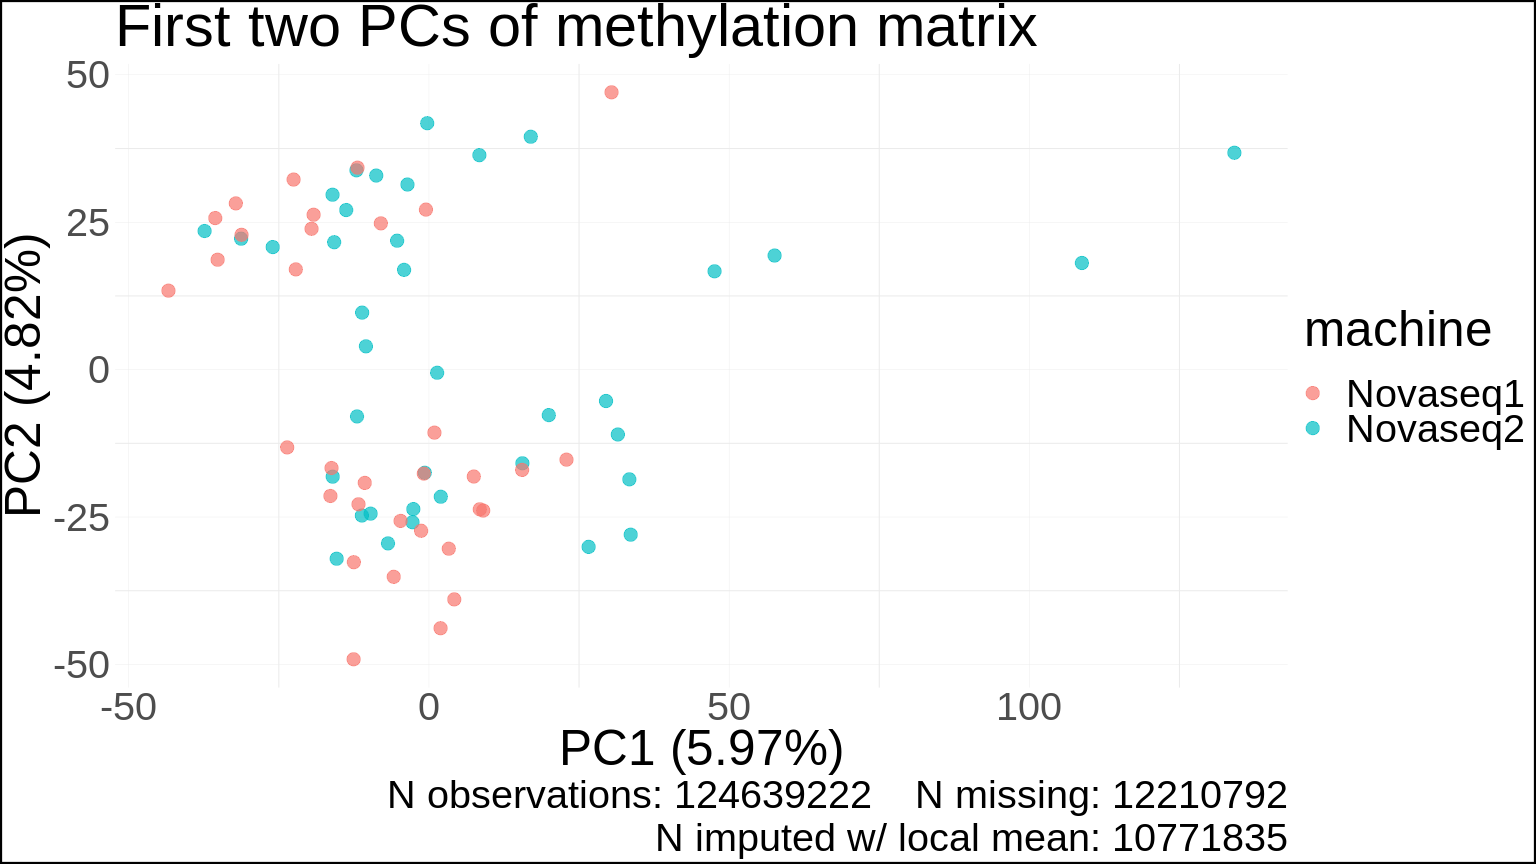 First two PCs of methylation matrix
50
25
0
-25
-50
PC2 (4.82%)
-50 0 50 100
PC1 (5.97%)
machine
Novaseq1
Novaseq2
N observations: 124639222 N missing: 12210792
N imputed w/ local mean: 10771835